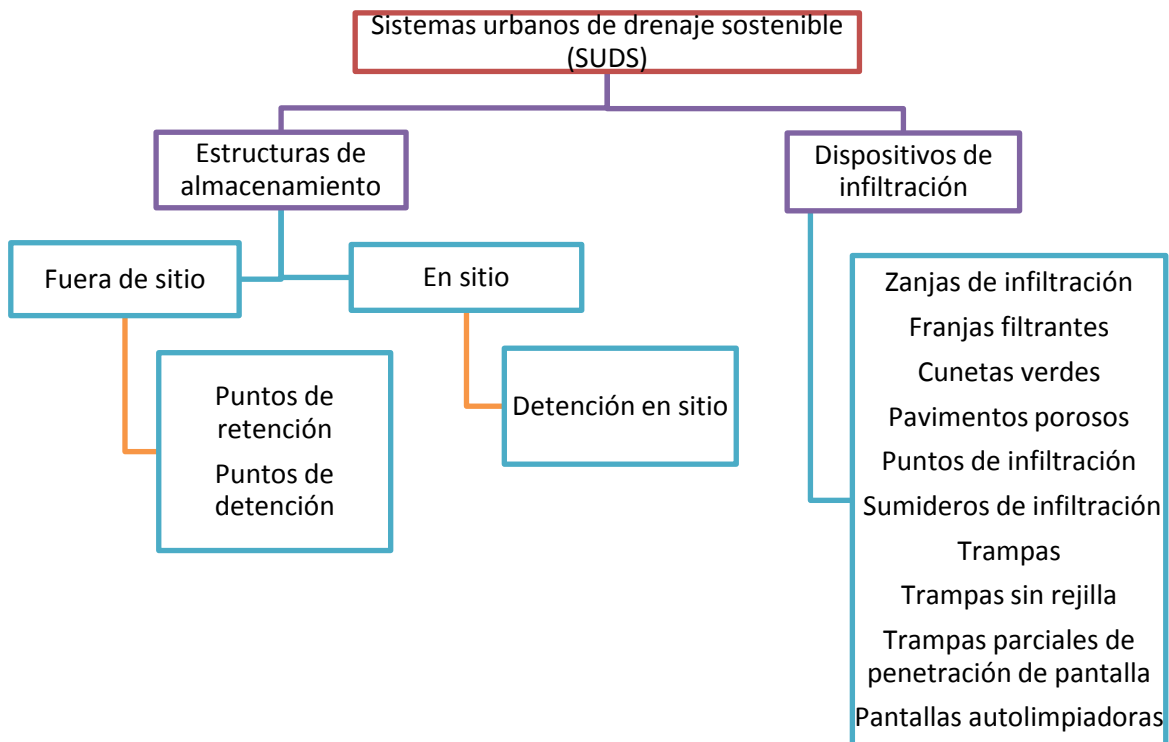 Sistemas urbanos de drenaje sostenible
(SUDS)
Estructuras de
almacenamiento
Dispositivos de
infiltración
Fuera de sitio
En sitio
Puntos de
retención
Puntos de
detención
Detención en sitio
Zanjas de infiltración
Franjas filtrantes
Cunetas verdes
Pavimentos porosos
Puntos de infiltración
Sumideros de infiltración
Trampas
Trampas sin rejilla
Trampas parciales de
penetración de pantalla
Pantallas autolimpiadoras